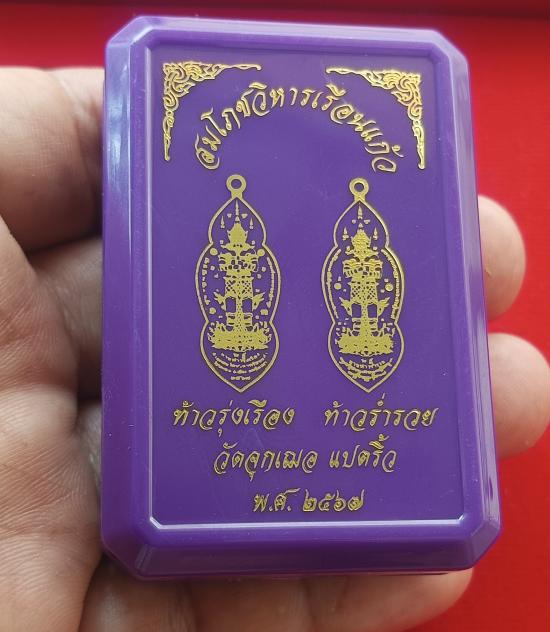 สมโภชวิหารเรือนแก้ว
ท้าวรุ่งเรือง ท้าวร่ำรวย
วัดจุกเฌอ แปดริ้ว
พ.ศ. ๒๕๖๗